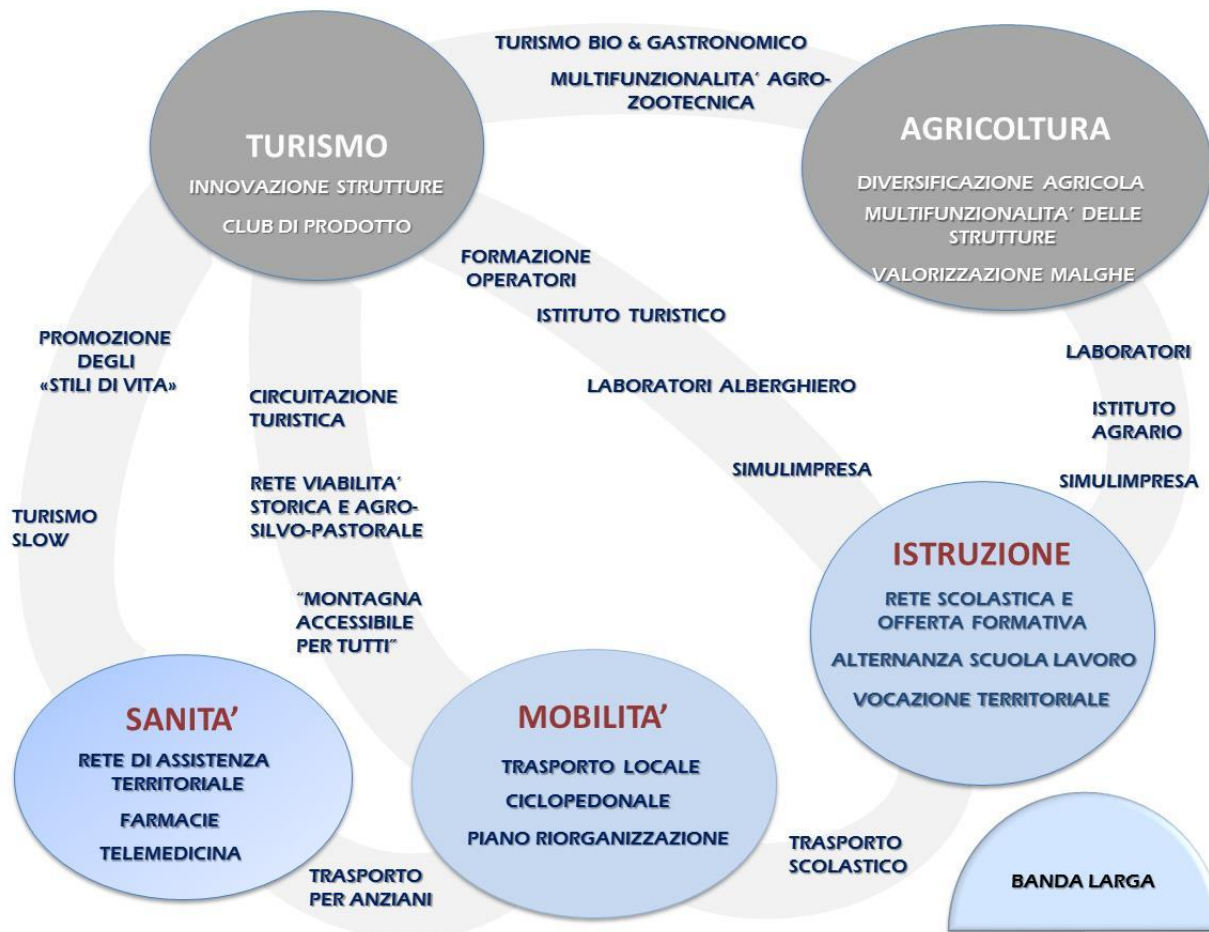 TURISMO BIO & GASTRONOMICO
MULTIFUNZIONALITA’ AGRO-
ZOOTECNICA
TURISMO
INNOVAZIONE STRUTTURE
CLUB DI PRODOTTO
AGRICOLTURA
DIVERSIFICAZIONE AGRICOLA
MULTIFUNZIONALITA’ DELLE
STRUTTURE
VALORIZZAZIONE MALGHE
FORMAZIONE
OPERATORI
ISTITUTO TURISTICO
LABORATORI ALBERGHIERO
SIMULIMPRESA
PROMOZIONE
DEGLI
«STILI DI VITA»
TURISMO
SLOW
CIRCUITAZIONE
TURISTICA
RETE VIABILITA’
STORICA E AGRO-
SILVO-PASTORALE
“MONTAGNA
ACCESSIBILE
PER TUTTI”
LABORATORI
ISTITUTO
AGRARIO
SIMULIMPRESA
ISTRUZIONE
RETE SCOLASTICA E
OFFERTA FORMATIVA
ALTERNANZA SCUOLA LAVORO
VOCAZIONE TERRITORIALE
SANITA’
RETE DI ASSISTENZA
TERRITORIALE
FARMACIE
TELEMEDICINA
MOBILITA’
TRASPORTO LOCALE
CICLOPEDONALE
PIANO RIORGANIZZAZIONE
TRASPORTO
PER ANZIANI
TRASPORTO
SCOLASTICO
BANDA LARGA